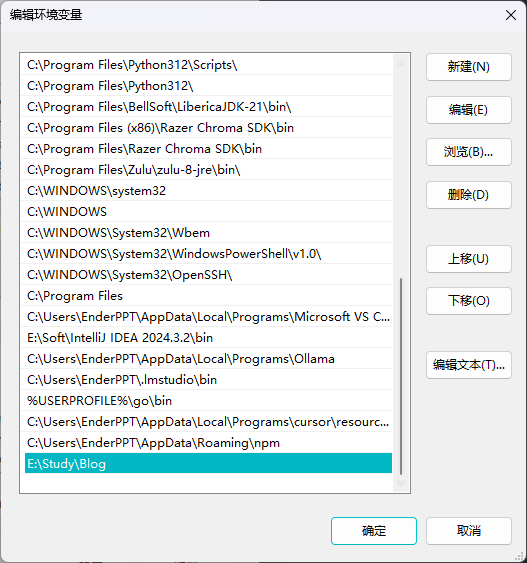 编辑环境变量
C:\Program Files\Python312\Scripts\
C:\Program Files\Python312\
C:\Program Files\BellSoft\LibericaJDK-21\bin\
C:\Program Files (x86)\Razer Chroma SDK\bin
C:\Program Files\Razer Chroma SDK\bin
C:\Program Files\Zulu\zulu-8-jre\bin\
C:\WINDOWS\system32
C:\WINDOWS
C:\WINDOWS\System32\Wbem
C:\WINDOWS\System32\WindowsPowerShell\v1.0\
C:\WINDOWS\System32\OpenSSH\
C:\Program Files
C:\Users\EnderPPT\AppData\Local\Programs\Microsoft VS C...
E:\Soft\IntelliJ IDEA 2024.3.2\bin
C:\Users\EnderPPT\AppData\Local\Programs\Ollama
C:\Users\EnderPPT\.lmstudio\bin
%USERPROFILE%\go\bin
C:\Users\EnderPPT\AppData\Local\Programs\cursor\resourc...
C:\Users\EnderPPT\AppData\Roaming\npm
E:\Study\Blog
新建(N)
编辑(E)
浏览(B)...
删除(D)
上移(U)
下移(O)
编辑文本(T)...
确定
取消